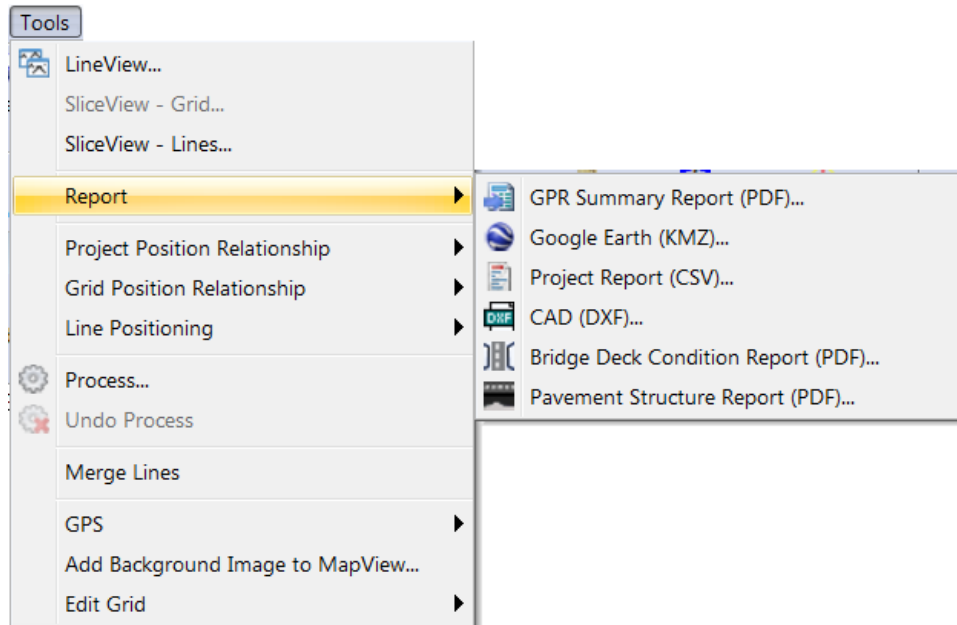 Tools
LineView...
SliceView - Grid...
SliceView - Lines...
Report
Project Position Relationship
Grid Position Relationship
Line Positioning
Process...
Undo Process
Merge Lines
GPS
Add Background Image to MapView...
Edit Grid
GPR Summary Report (PDF)...
Google Earth (KMZ)...
Project Report (CSV)...
DXF
CAD (DXF)...
Bridge Deck Condition Report (PDF)...
Pavement Structure Report (PDF)...